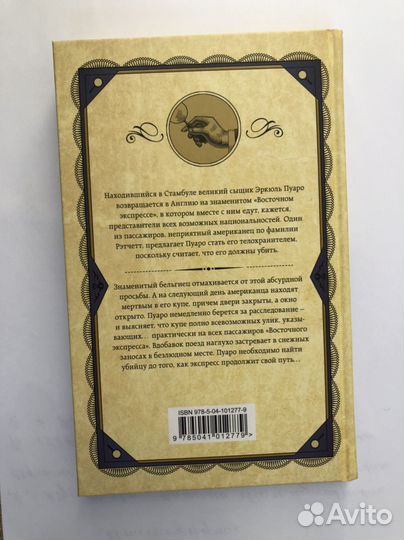 Находившийся в Стамбуле великий сыщик Эркюль Пуаро
возвращается в Англию на знаменитом «Восточном
экспрессе», в котором вместе с ним едут, кажется,
представители всех возможных национальностей. Один
из пассажиров, неприятный американец по фамилии
Рэтчетт, предлагает Пуаро стать его телохранителем,
поскольку считает, что его должны убить.
Знаменитый бельгиец отмахивается от этой абсурдной
просьбы. А на следующий день американца находят
мертвым в его купе, причем двери закрыты, а окно
открыто. Пуаро немедленно берется за расследование –
и выясняет, что купе полно всевозможных улик, указы-
вающих… практически на всех пассажиров «Восточного
экспресса». Вдобавок поезд наглухо застревает в снежных
заносах в безлюдном месте. Пуаро необходимо найти
убийцу до того, как экспресс продолжит свой путь…
ISBN 978-5-04-101277-9
9 785041 012779 >
Avito